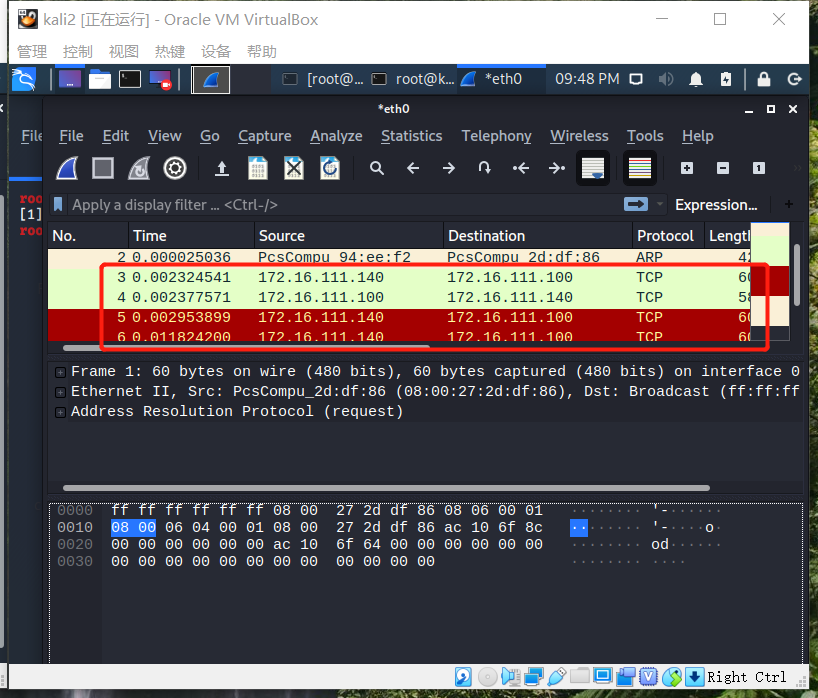 kali2 [正在运行] - Oracle VM VirtualBox
管理 控制 视图 热键 设备 帮助
[root@... root@k... *eth0 09:48 PM
*eth0
File File Edit View Go Capture Analyze Statistics Telephony Wireless Tools Help
Apply a display filter ... <Ctrl-/> Expression... +
roo
[1]
roo
No. Time Source Destination Protocol Lengtl
2 0.000025036 PcsCompu_94:ee:f2 PcsCompu_2d:df:86 ARP 42
3 0.002324541 172.16.111.140 172.16.111.100 TCP 60
4 0.002377571 172.16.111.100 172.16.111.140 TCP 58
5 0.002953899 172.16.111.140 172.16.111.100 TCP 60
6 0.011824200 172.16.111.140 172.16.111.100 TCP 60
Frame 1: 60 bytes on wire (480 bits), 60 bytes captured (480 bits) on interface 0
Ethernet II, Src: PcsCompu_2d:df:86 (08:00:27:2d:df:86), Dst: Broadcast (ff:ff:ff
Address Resolution Protocol (request)
0000 ff ff ff ff ff ff 08 00 27 2d df 86 08 06 00 01 ········ '-······
0010 08 00 06 04 00 01 08 00 27 2d df 86 ac 10 6f 8c ········ '-····o·
0020 00 00 00 00 00 00 ac 10 6f 64 00 00 00 00 00 00 ········ od······
0030 00 00 00 00 00 00 00 00 00 00 00 00 ········ ····
Right Ctrl